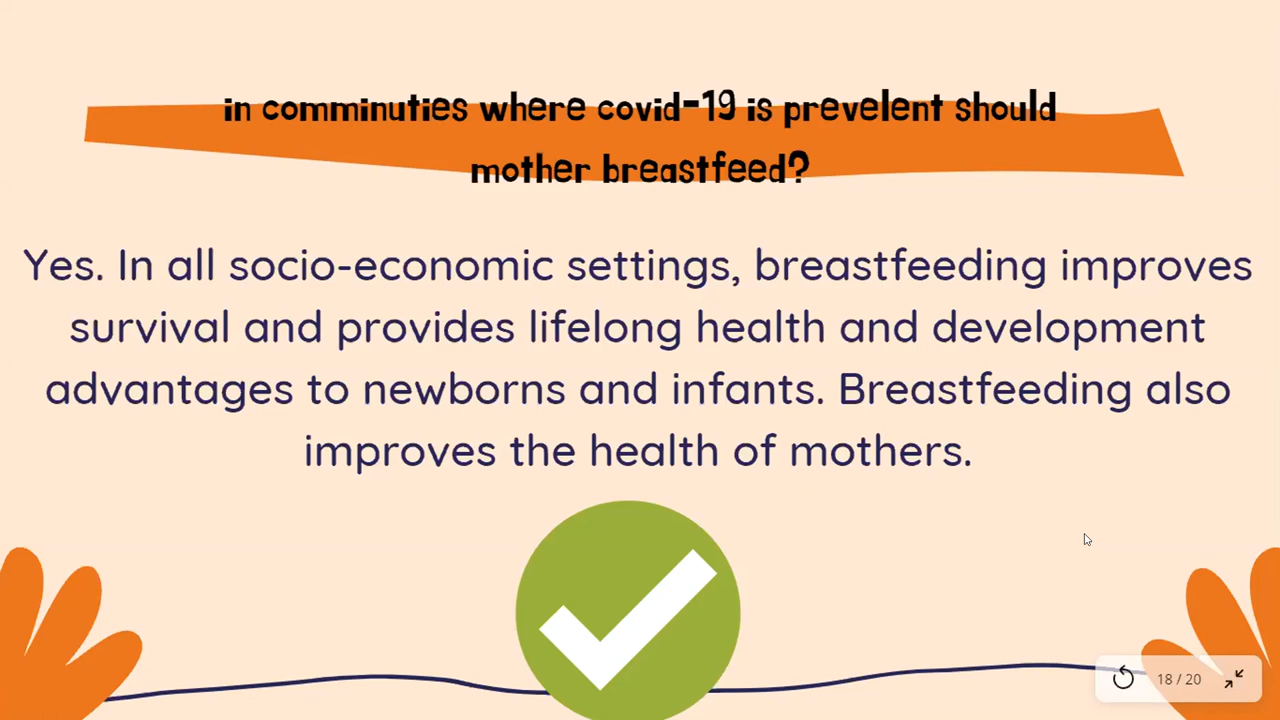 in comminuties where covid-19 is prevelent should
mother breastfeed?
Yes. In all socio-economic settings, breastfeeding improves
survival and provides lifelong health and development
advantages to newborns and infants. Breastfeeding also
improves the health of mothers.
18 / 20